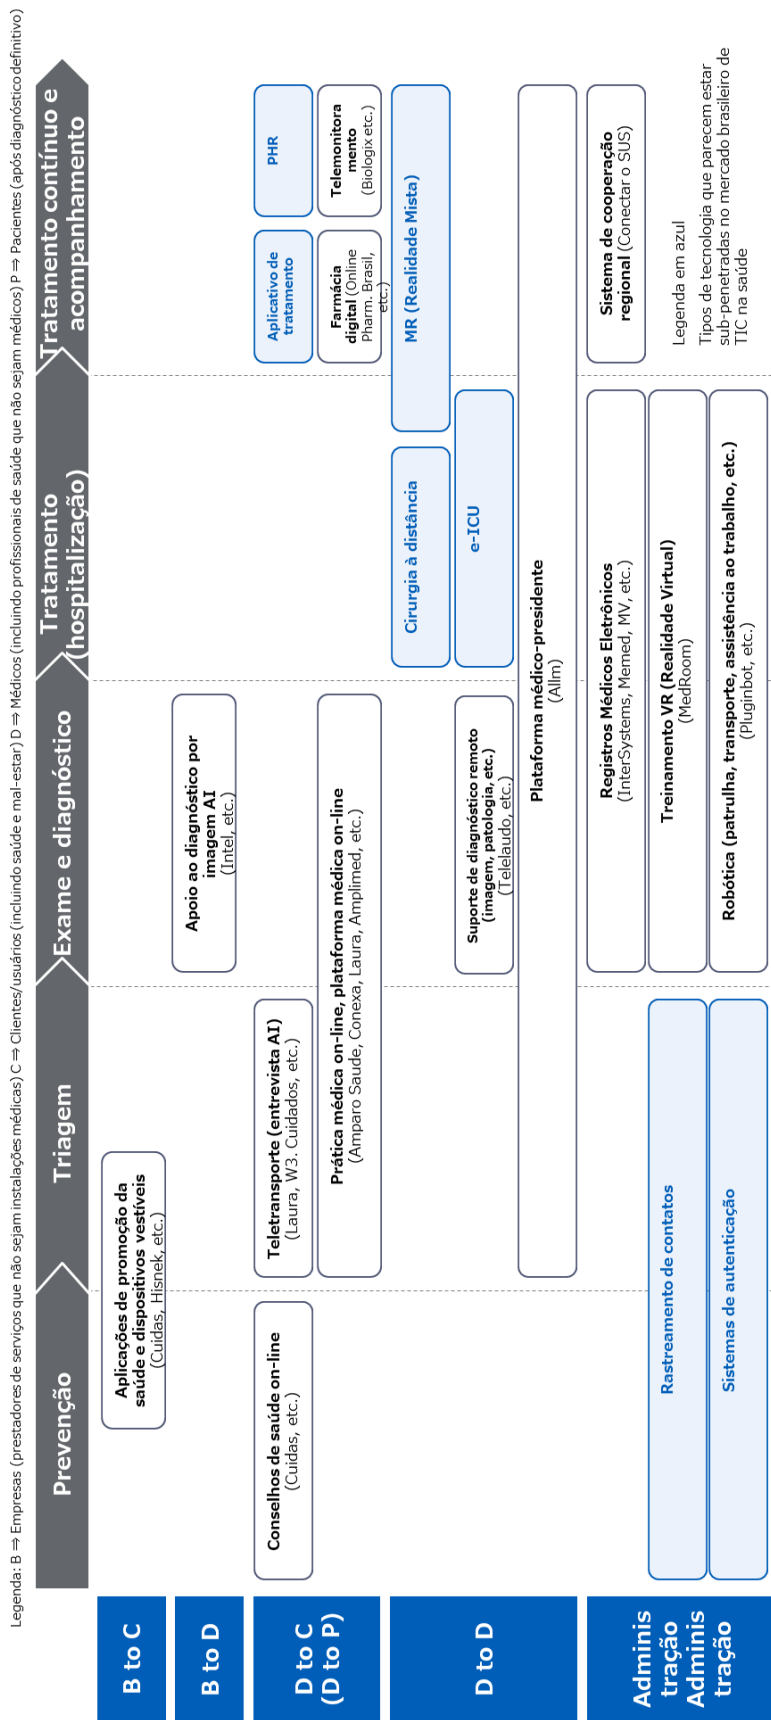 Legenda: B ⇒ Empresas (prestadores de serviços que não sejam instalações médicas) C ⇒ Clientes/usuários (incluindo saúde e mal-estar) D ⇒ Médicos (incluindo profissionais de saúde que não sejam médicos) P ⇒ Pacientes (após diagnóstico definitivo)
Prevenção
Triagem
Exame e diagnóstico
Tratamento
(hospitalização)
Tratamento contínuo e
acompanhamento
B to C
Aplicações de promoção da
saúde e dispositivos vestíveis
(Cuidas, Hisnek, etc.)
B to D
Apoio ao diagnóstico por
imagem AI
(Intel, etc.)
D to C
(D to P)
Conselhos de saúde on-line
(Cuidas, etc.)
Teletransporte (entrevista AI)
(Laura, W3. Cuidados, etc.)
Aplicativo de
tratamento
PHR
Prática médica on-line, plataforma médica on-line
(Amparo Saude, Conexa, Laura, Amplimed, etc.)
Farmácia
digital (Online
Pharm. Brasil,
etc.)
Telemonitora
mento
(Biologix etc.)
D to D
Cirurgia à distância
MR (Realidade Mista)
Suporte de diagnóstico remoto
(imagem, patologia, etc.)
(Telelaudo, etc.)
e-ICU
Plataforma médico-presidente
(Allm)
Adminis
tração
Adminis
tração
Registros Médicos Eletrônicos
(InterSystems, Memed, MV, etc.)
Sistema de cooperação
regional (Conectar o SUS)
Rastreamento de contatos
Treinamento VR (Realidade Virtual)
(MedRoom)
Sistemas de autenticação
Robótica (patrulha, transporte, assistência ao trabalho, etc.)
(Pluginbot, etc.)
Legenda em azul
Tipos de tecnologia que parecem estar
sub-penetradas no mercado brasileiro de
TIC na saúde